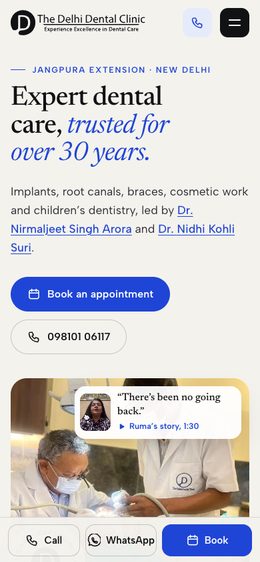 The Delhi Dental Clinic
Experience Excellence in Dental Care
JANGPURA EXTENSION · NEW DELHI
Expert dental
care, trusted for
over 30 years.
Implants, root canals, braces, cosmetic work
and children's dentistry, led by Dr.
Nirmaljeet Singh Arora and Dr. Nidhi Kohli
Suri.
Book an appointment
098101 06117
“There's been no going
back.”
Ruma's story, 1:30
Call
WhatsApp
Book